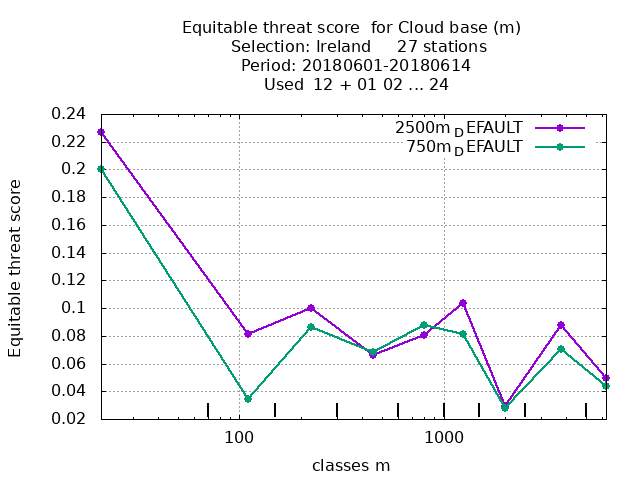 Equitable threat score  for Cloud base (m)
Selection: Ireland     27 stations
Period: 20180601-20180614
Used  12 + 01 02 ... 24
0.24
0.22
0.2
0.18
0.16
0.14
0.12
0.1
0.08
0.06
0.04
0.02
Equitable threat score
2500m_DEFAULT
750m_DEFAULT
100
1000
classes m